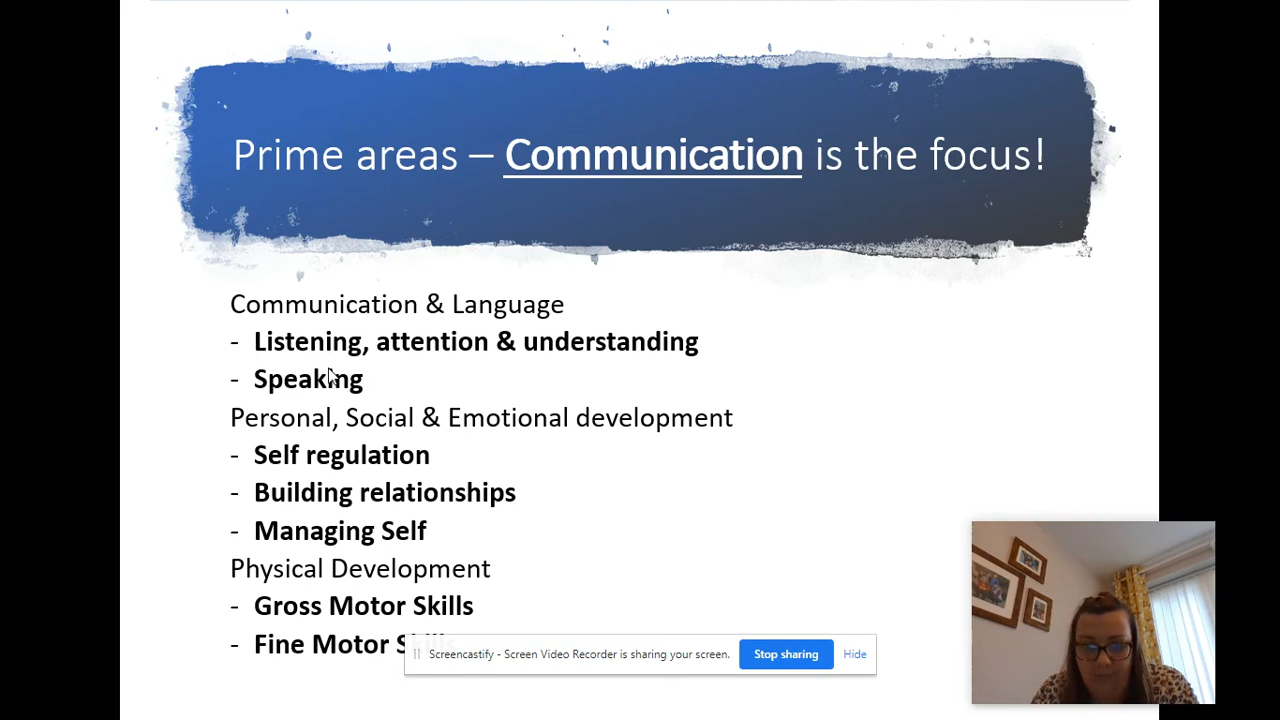 Prime areas – Communication is the focus!
Communication & Language
- Listening, attention & understanding
- Speaking
Personal, Social & Emotional development
- Self regulation
- Building relationships
- Managing Self
Physical Development
- Gross Motor Skills
- Fine Motor Skills
Screencastify - Screen Video Recorder is sharing your screen. Stop sharing Hide